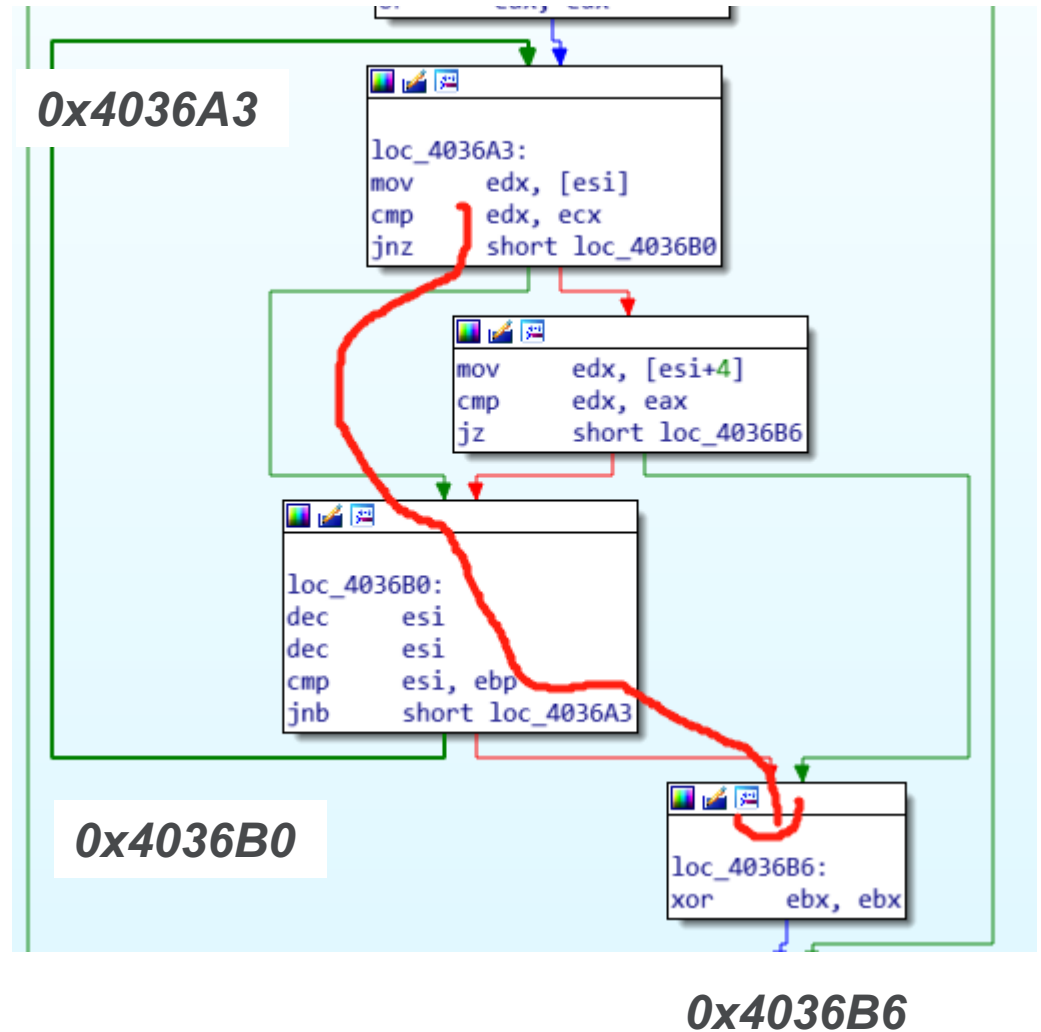 0x4036A3
loc_4036A3:
mov edx, [esi]
cmp edx, ecx
jnz short loc_4036B0
mov edx, [esi+4]
cmp edx, eax
jz short loc_4036B6
loc_4036B0:
dec esi
dec esi
cmp esi, ebp
jnb short loc_4036A3
0x4036B0
loc_4036B6:
xor ebx, ebx
0x4036B6